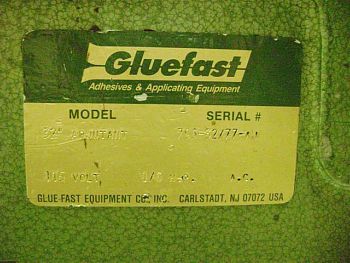 Gluefast
Adhesives & Applicating Equipment
MODEL SERIAL #
115 VOLT A.C.
GLUE-FAST EQUIPMENT CO., INC. CARLSTADT, NJ 07072 USA